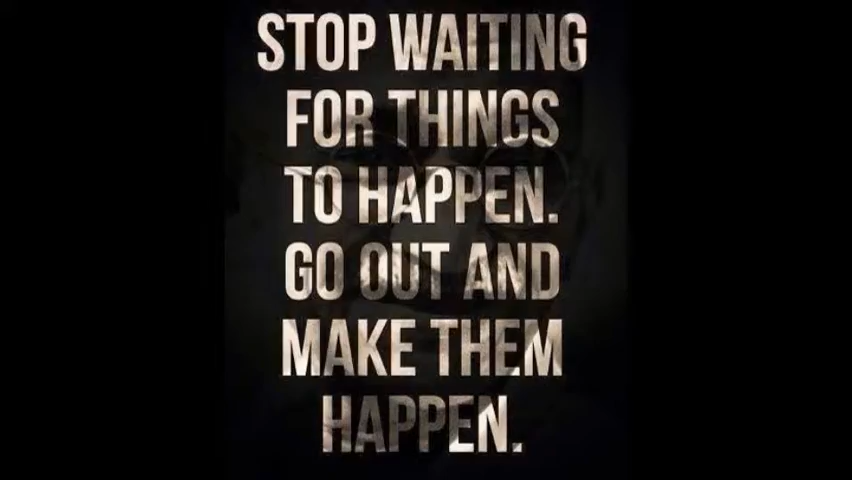 STOP WAITING
FOR THINGS
TO HAPPEN.
GO OUT AND
MAKE THEM
HAPPEN.